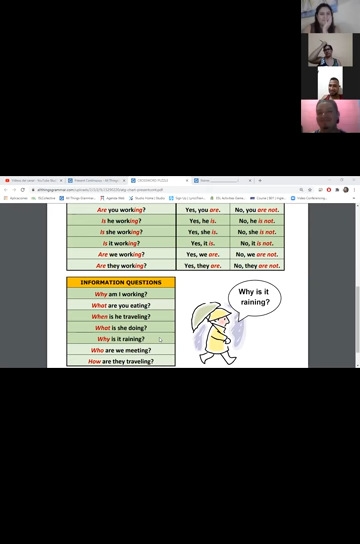 Are you working? Yes, you are. No, you are not.
Is he working? Yes, he is. No, he is not.
Is she working? Yes, she is. No, she is not.
Is it working? Yes, it is. No, it is not.
Are we working? Yes, we are. No, we are not.
Are they working? Yes, they are. No, they are not.
INFORMATION QUESTIONS
Why am I working?
What are you eating?
When is he traveling?
What is she doing?
Why is it raining?
Who are we meeting?
How are they traveling?
Why is it
raining?